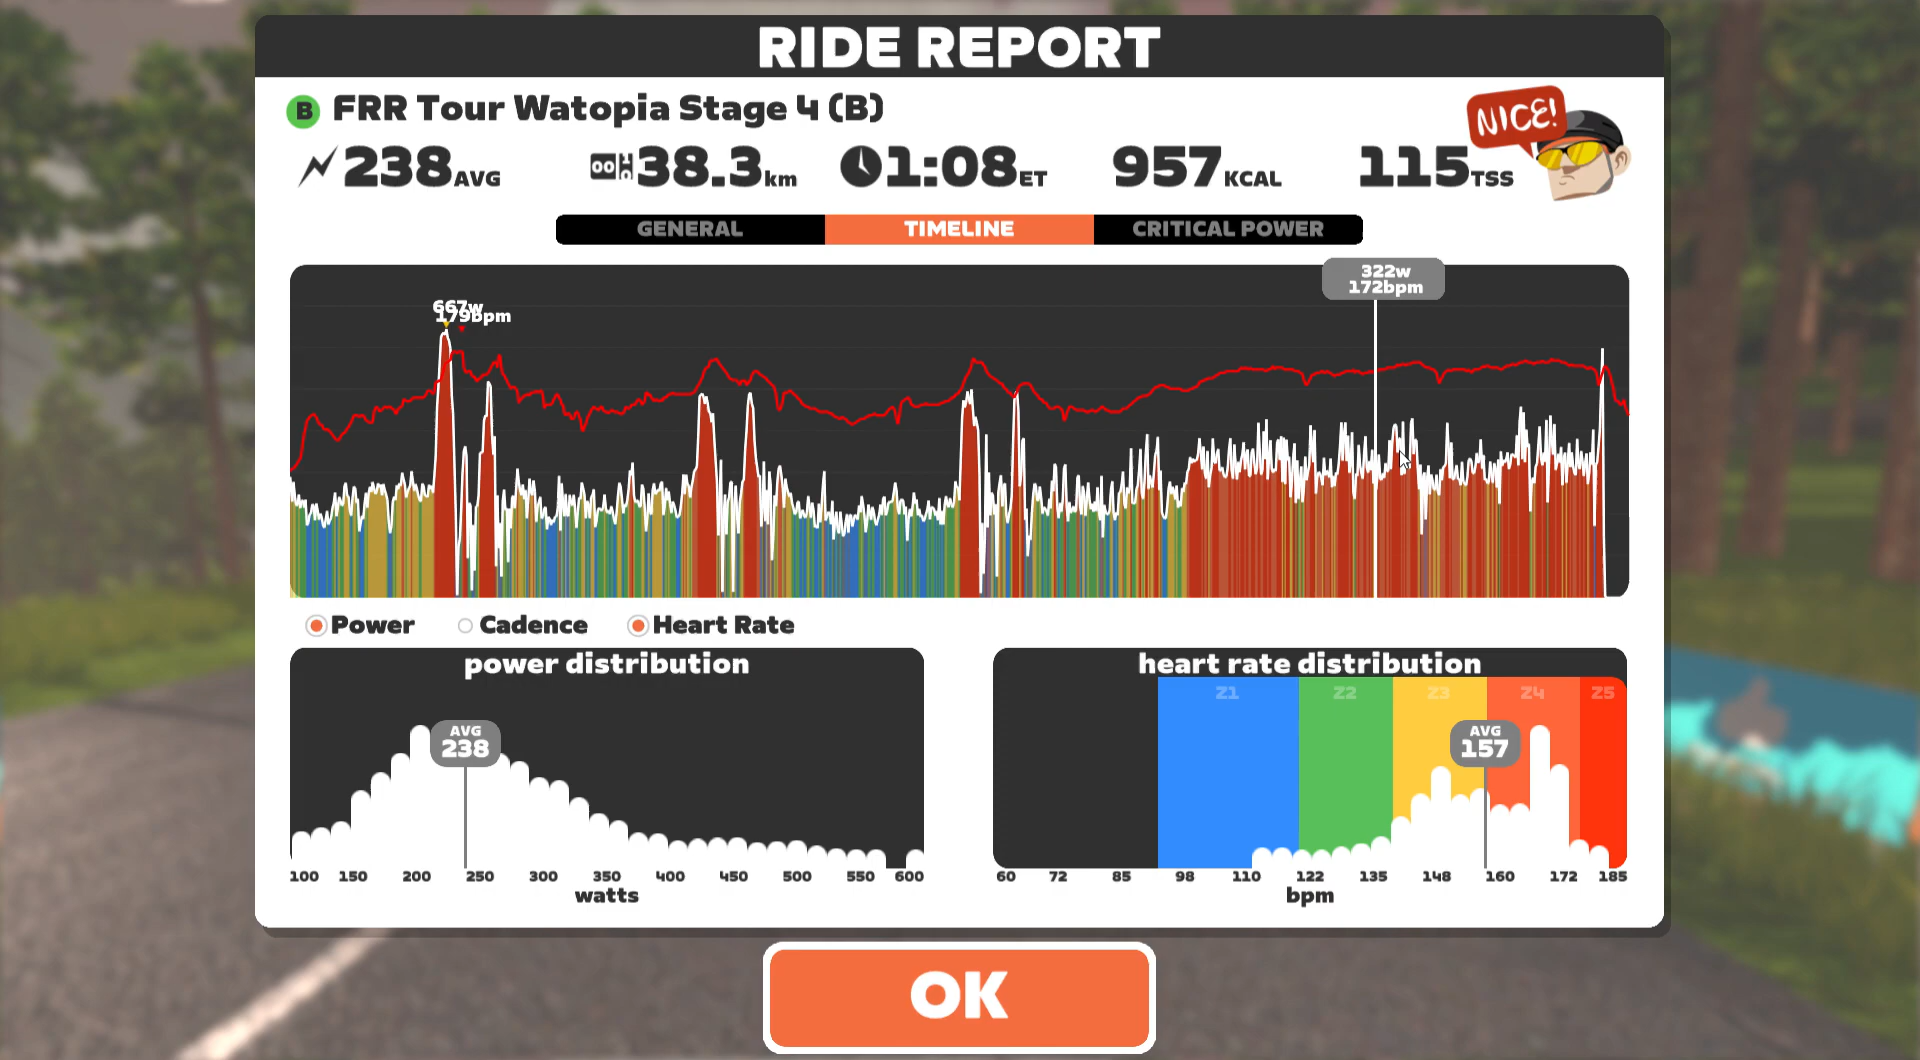 RIDE REPORT
B FRR Tour Watopia Stage 4 (B)
NICE!
238AVG 38.3km 1:08ET 957KCAL 115TSS
GENERAL TIMELINE CRITICAL POWER
322w
172bpm
667w
179bpm
Power Cadence Heart Rate
power distribution
AVG
238
100 150 200 250 300 350 400 450 500 550 600
watts
heart rate distribution
Z1 Z2 Z3 Z4 Z5
AVG
157
60 72 85 98 110 122 135 148 160 172 185
bpm
OK